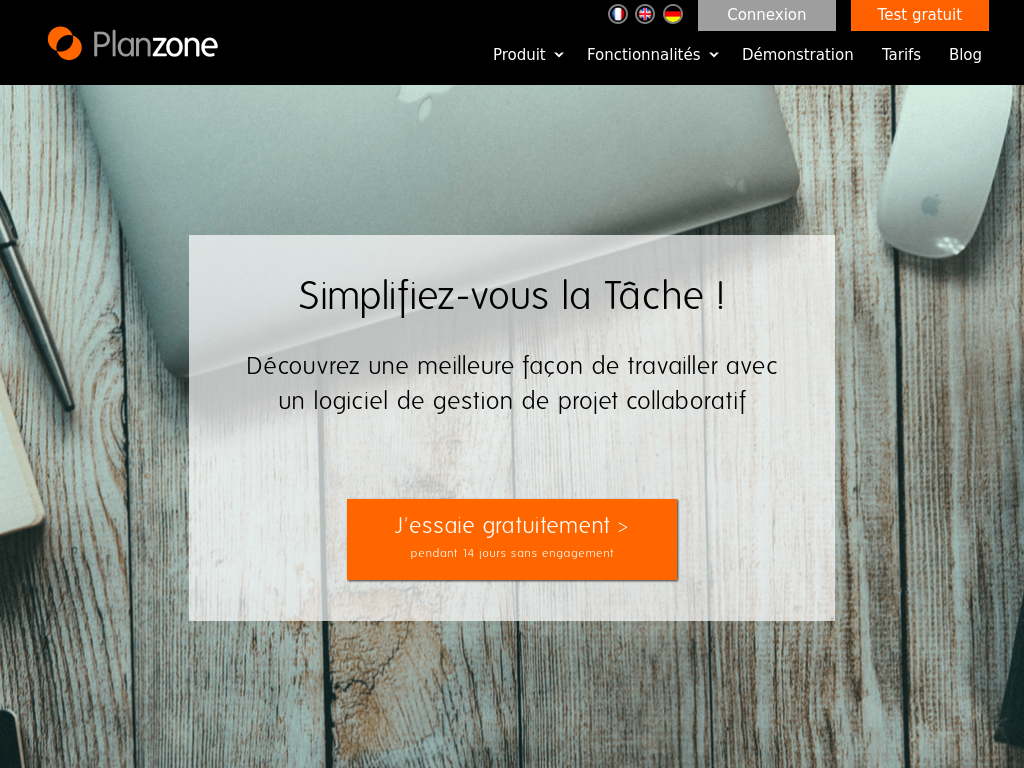 Connexion
Test gratuit
Planzone
Produit
Fonctionnalités
Démonstration
Tarifs
Blog
Simplifiez-vous la Tâche !
Découvrez une meilleure façon de travailler avec
un logiciel de gestion de projet collaboratif
J'essaie gratuitement >
pendant 14 jours sans engagement